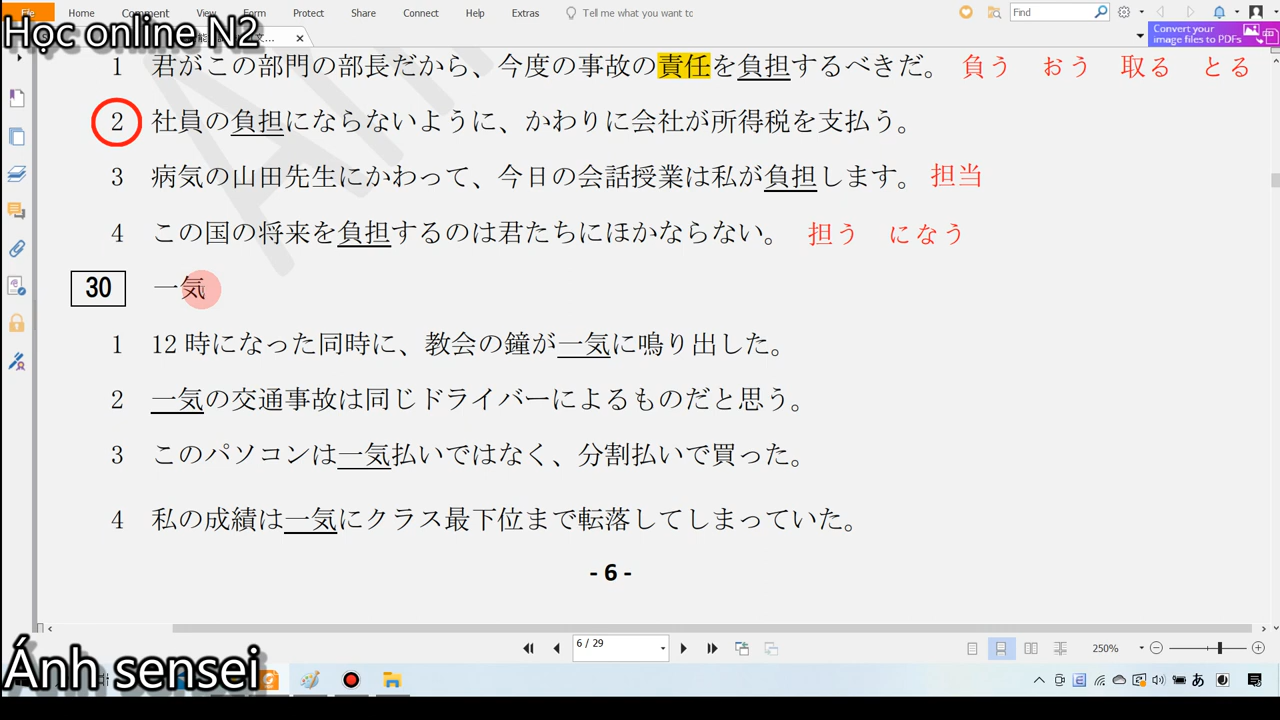 File Home Comment View Form Protect Share Connect Help Extras Tell me what you want to Find
Học online N2
Convert your
image files to PDFs.
1 君がこの部門の部長だから、今度の事故の責任を負担するべきだ。 負う おう 取る とる
2 社員の負担にならないように、かわりに会社が所得税を支払う。
3 病気の山田先生にかわって、今日の会話授業は私が負担します。 担当
4 この国の将来を負担するのは君たちにほかならない。 担う になう
30 一気
1 12時になった同時に、教会の鐘が一気に鳴り出した。
2 一気の交通事故は同じドライバーによるものだと思う。
3 このパソコンは一気払いではなく、分割払いで買った。
4 私の成績は一気にクラス最下位まで転落してしまっていた。
- 6 -
6 / 29 250%
Ánh sensei
あ